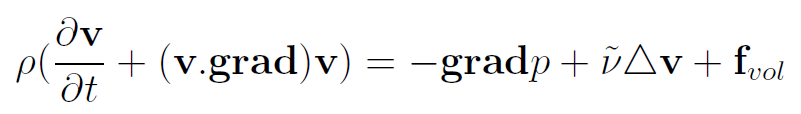 ρ(∂v/∂t + (v.grad)v) = −gradp + ν̃△v + f_vol